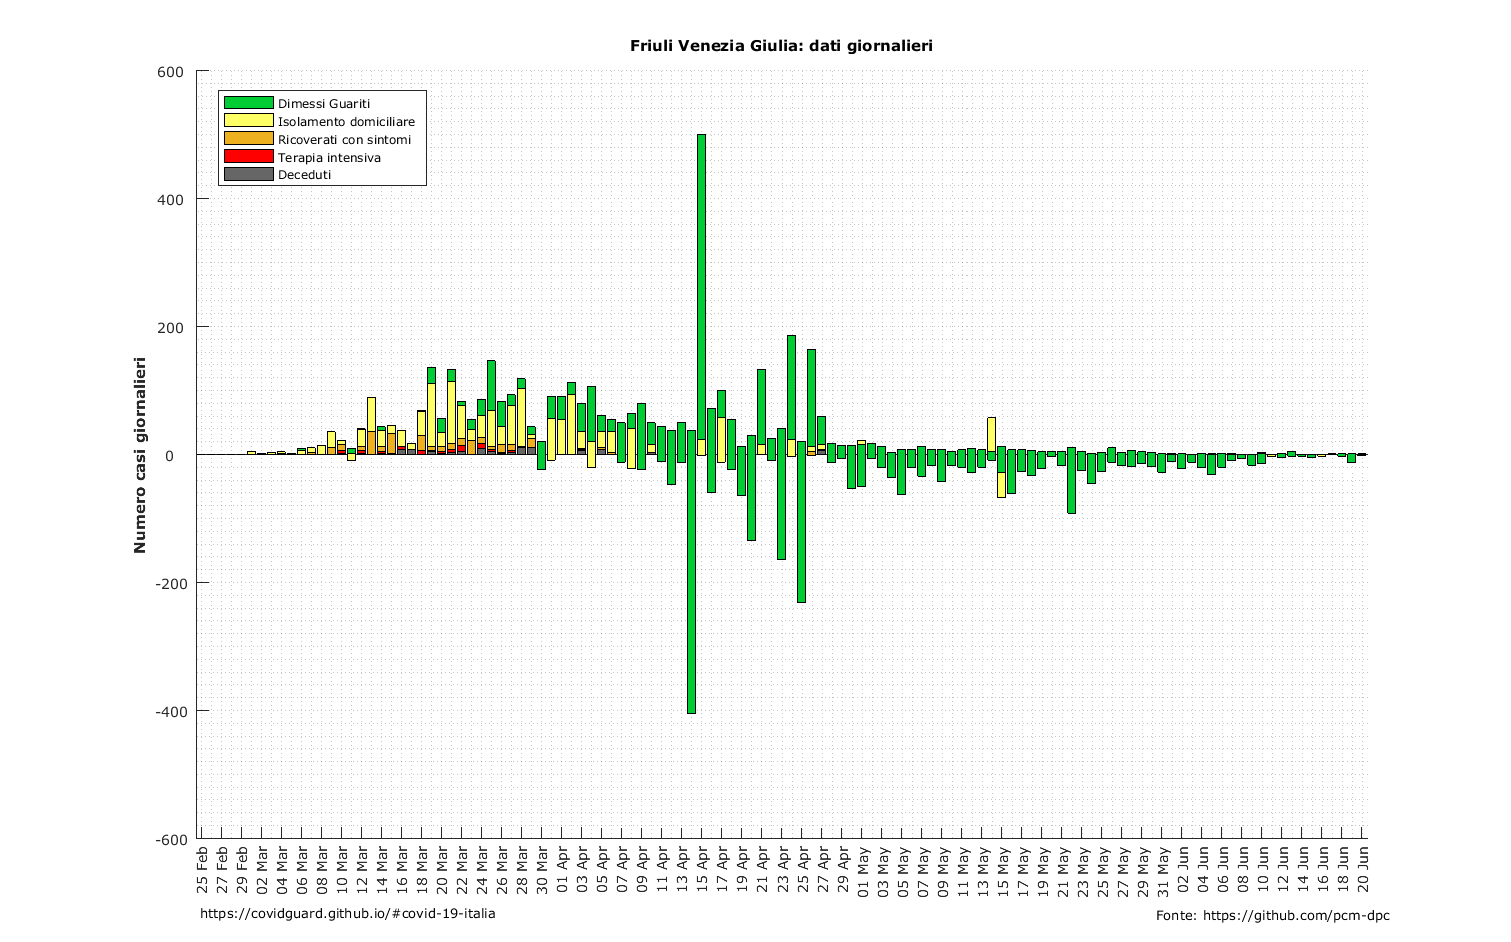 Friuli Venezia Giulia: dati giornalieri
600
400
200
0
-200
-400
-600
Numero casi giornalieri
Dimessi Guariti
Isolamento domiciliare
Ricoverati con sintomi
Terapia intensiva
Deceduti
25 Feb
27 Feb
29 Feb
02 Mar
04 Mar
06 Mar
08 Mar
10 Mar
12 Mar
14 Mar
16 Mar
18 Mar
20 Mar
22 Mar
24 Mar
26 Mar
28 Mar
30 Mar
01 Apr
03 Apr
05 Apr
07 Apr
09 Apr
11 Apr
13 Apr
15 Apr
17 Apr
19 Apr
21 Apr
23 Apr
25 Apr
27 Apr
29 Apr
01 May
03 May
05 May
07 May
09 May
11 May
13 May
15 May
17 May
19 May
21 May
23 May
25 May
27 May
29 May
31 May
02 Jun
04 Jun
06 Jun
08 Jun
10 Jun
12 Jun
14 Jun
16 Jun
18 Jun
20 Jun
https://covidguard.github.io/#covid-19-italia
Fonte: https://github.com/pcm-dpc